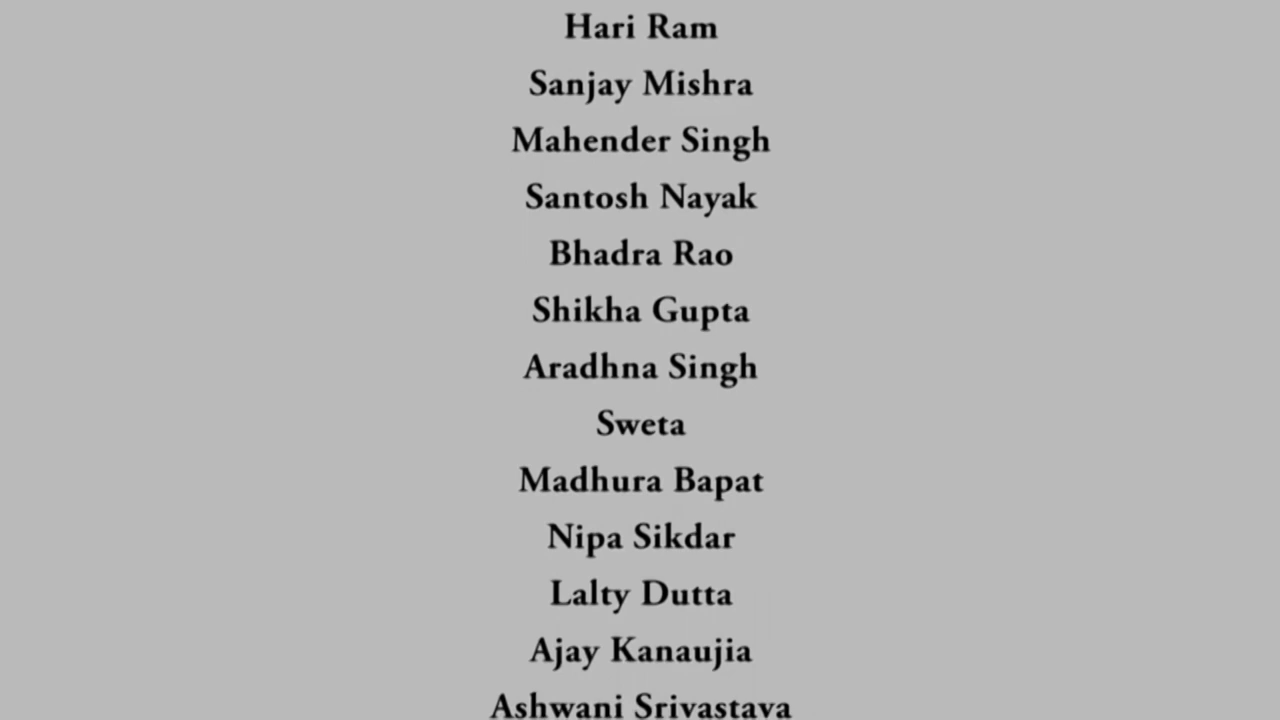 Hari Ram
Sanjay Mishra
Mahender Singh
Santosh Nayak
Bhadra Rao
Shikha Gupta
Aradhna Singh
Sweta
Madhura Bapat
Nipa Sikdar
Lalty Dutta
Ajay Kanaujia
Ashwani Srivastava